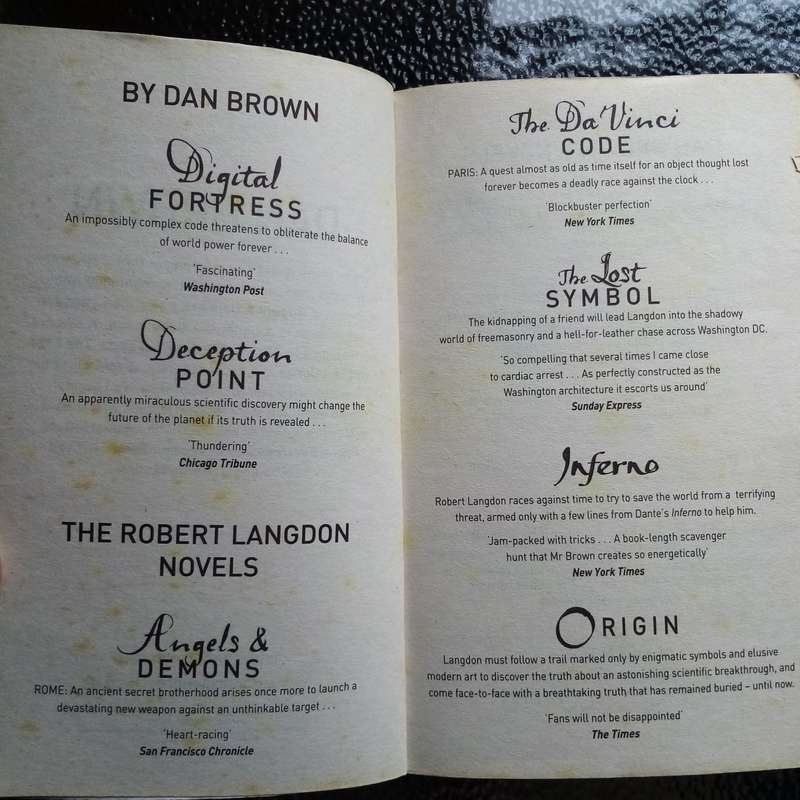 BY DAN BROWN
Digital
FORTRESS
An impossibly complex code threatens to obliterate the balance
of world power forever . . .
'Fascinating'
Washington Post
Deception
POINT
An apparently miraculous scientific discovery might change the
future of the planet if its truth is revealed . . .
'Thundering'
Chicago Tribune
THE ROBERT LANGDON
NOVELS
Angels &
DEMONS
ROME: An ancient secret brotherhood arises once more to launch a
devastating new weapon against an unthinkable target . . .
'Heart-racing'
San Francisco Chronicle
The Da Vinci
CODE
PARIS: A quest almost as old as time itself for an object thought lost
forever becomes a deadly race against the clock . . .
'Blockbuster perfection'
New York Times
The Lost
SYMBOL
The kidnapping of a friend will lead Langdon into the shadowy
world of freemasonry and a hell-for-leather chase across Washington DC.
'So compelling that several times I came close
to cardiac arrest . . . As perfectly constructed as the
Washington architecture it escorts us around'
Sunday Express
Inferno
Robert Langdon races against time to try to save the world from a terrifying
threat, armed only with a few lines from Dante's Inferno to help him.
'Jam-packed with tricks . . . A book-length scavenger
hunt that Mr Brown creates so energetically'
New York Times
ORIGIN
Langdon must follow a trail marked only by enigmatic symbols and elusive
modern art to discover the truth about an astonishing scientific breakthrough, and
come face-to-face with a breathtaking truth that has remained buried – until now.
'Fans will not be disappointed'
The Times